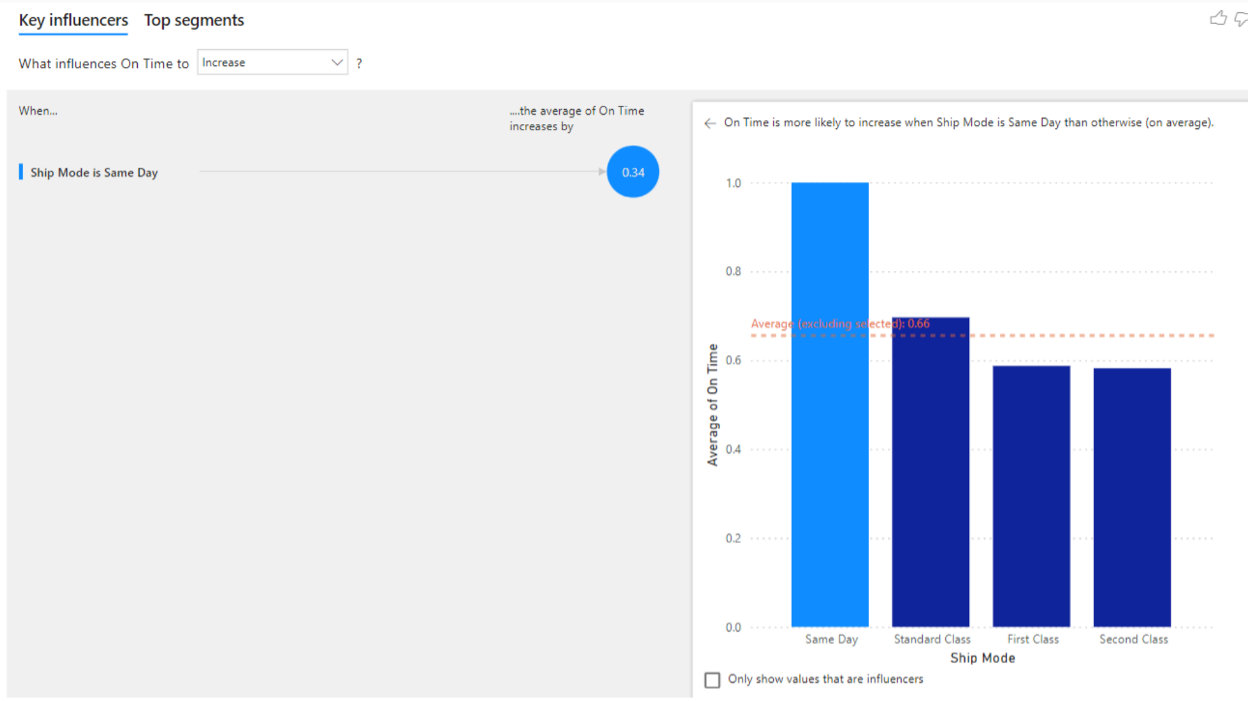 Key influencers Top segments
What influences On Time to Increase ?
When...
....the average of On Time
increases by
Ship Mode is Same Day 0.34
On Time is more likely to increase when Ship Mode is Same Day than otherwise (on average).
1.0
0.8
Average (excluding selected): 0.66
0.6
0.4
0.2
0.0
Average of On Time
Same Day Standard Class First Class Second Class
Ship Mode
Only show values that are influencers